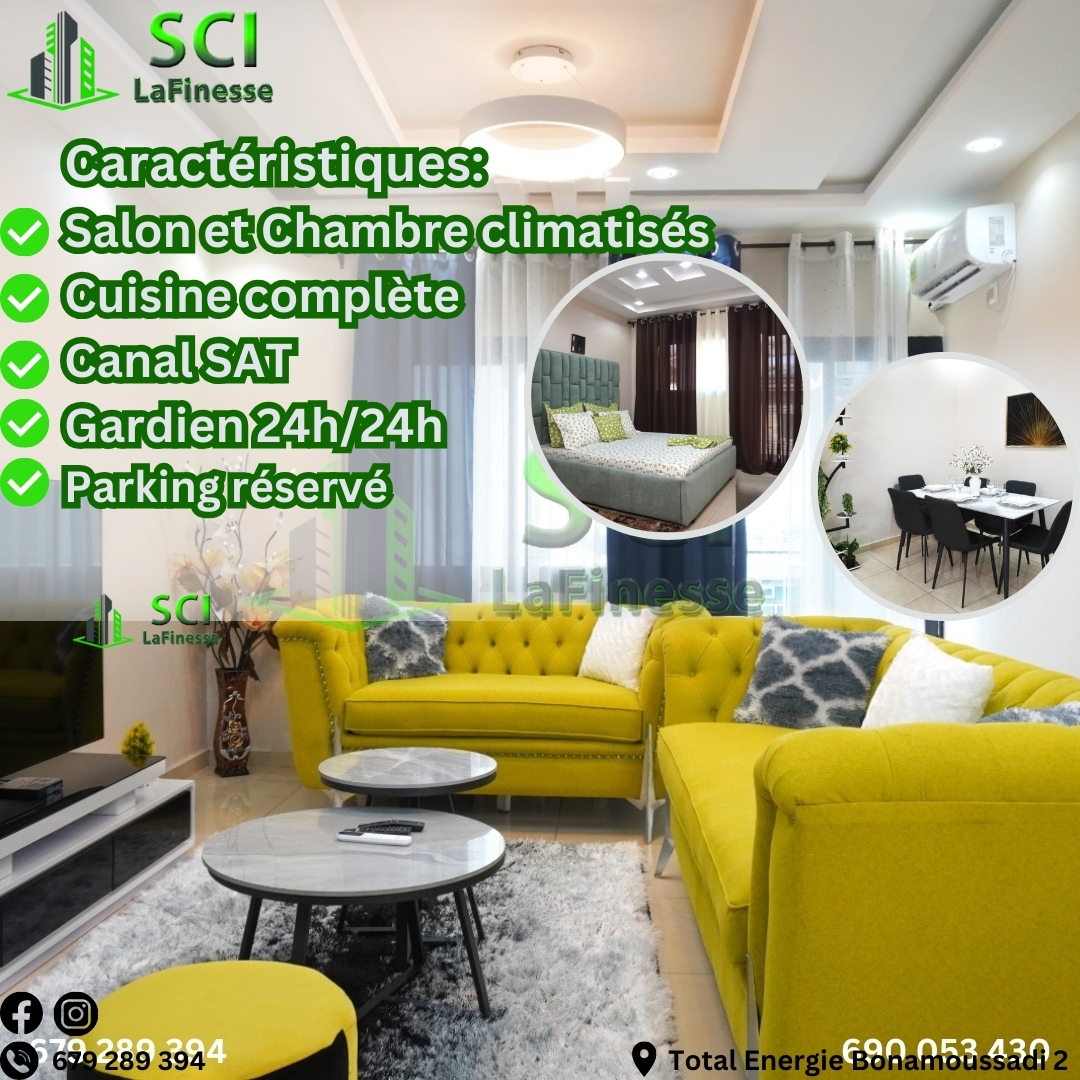 SCI
LaFinesse
Caractéristiques:
Salon et Chambre climatisés
Cuisine complète
Canal SAT
Gardien 24h/24h
Parking réservé
SCI
LaFinesse
SCI
LaFinesse
679 289 394
690 053 430
679 289 394
Total Energie Bonamoussadi 2